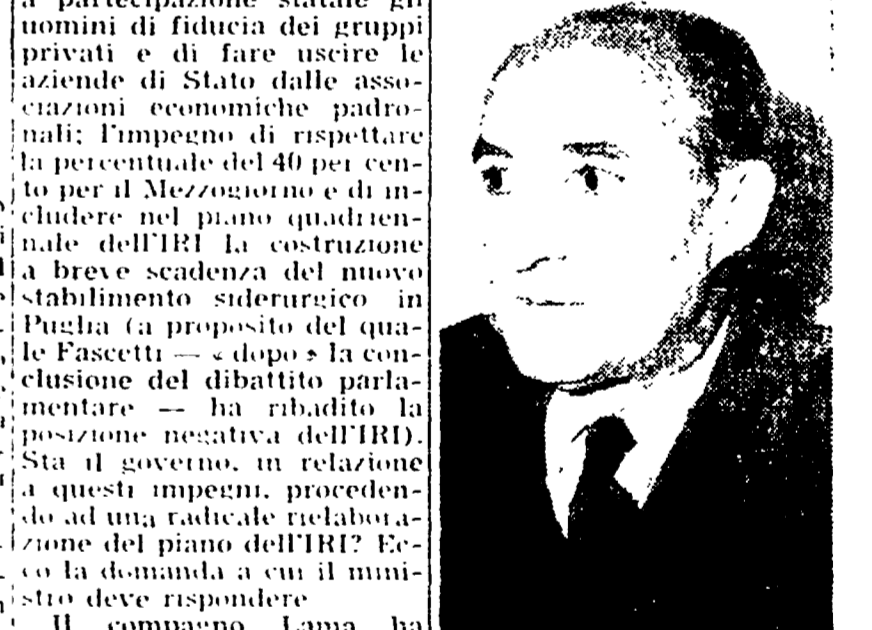 a partecipazione statale gli
uomini di fiducia dei gruppi
privati e di fare uscire le
aziende di Stato dalle asso-
ciazioni economiche padro-
nali; l'impegno di rispettare
la percentuale del 40 per cen-
to per il Mezzogiorno e di in-
cludere nel piano quadrien-
nale dell'IRI la costruzione
a breve scadenza del nuovo
stabilimento siderurgico in
Puglia (a proposito del qua-
le Fascetti — « dopo » la con-
clusione del dibattito parla-
mentare — ha ribadito la
posizione negativa dell'IRI).
Sta il governo, in relazione
a questi impegni, proceden-
do ad una radicale rielabora-
zione del piano dell'IRI? Ec-
co la domanda a cui il mini-
stro deve rispondere
Il compagno Lama ha